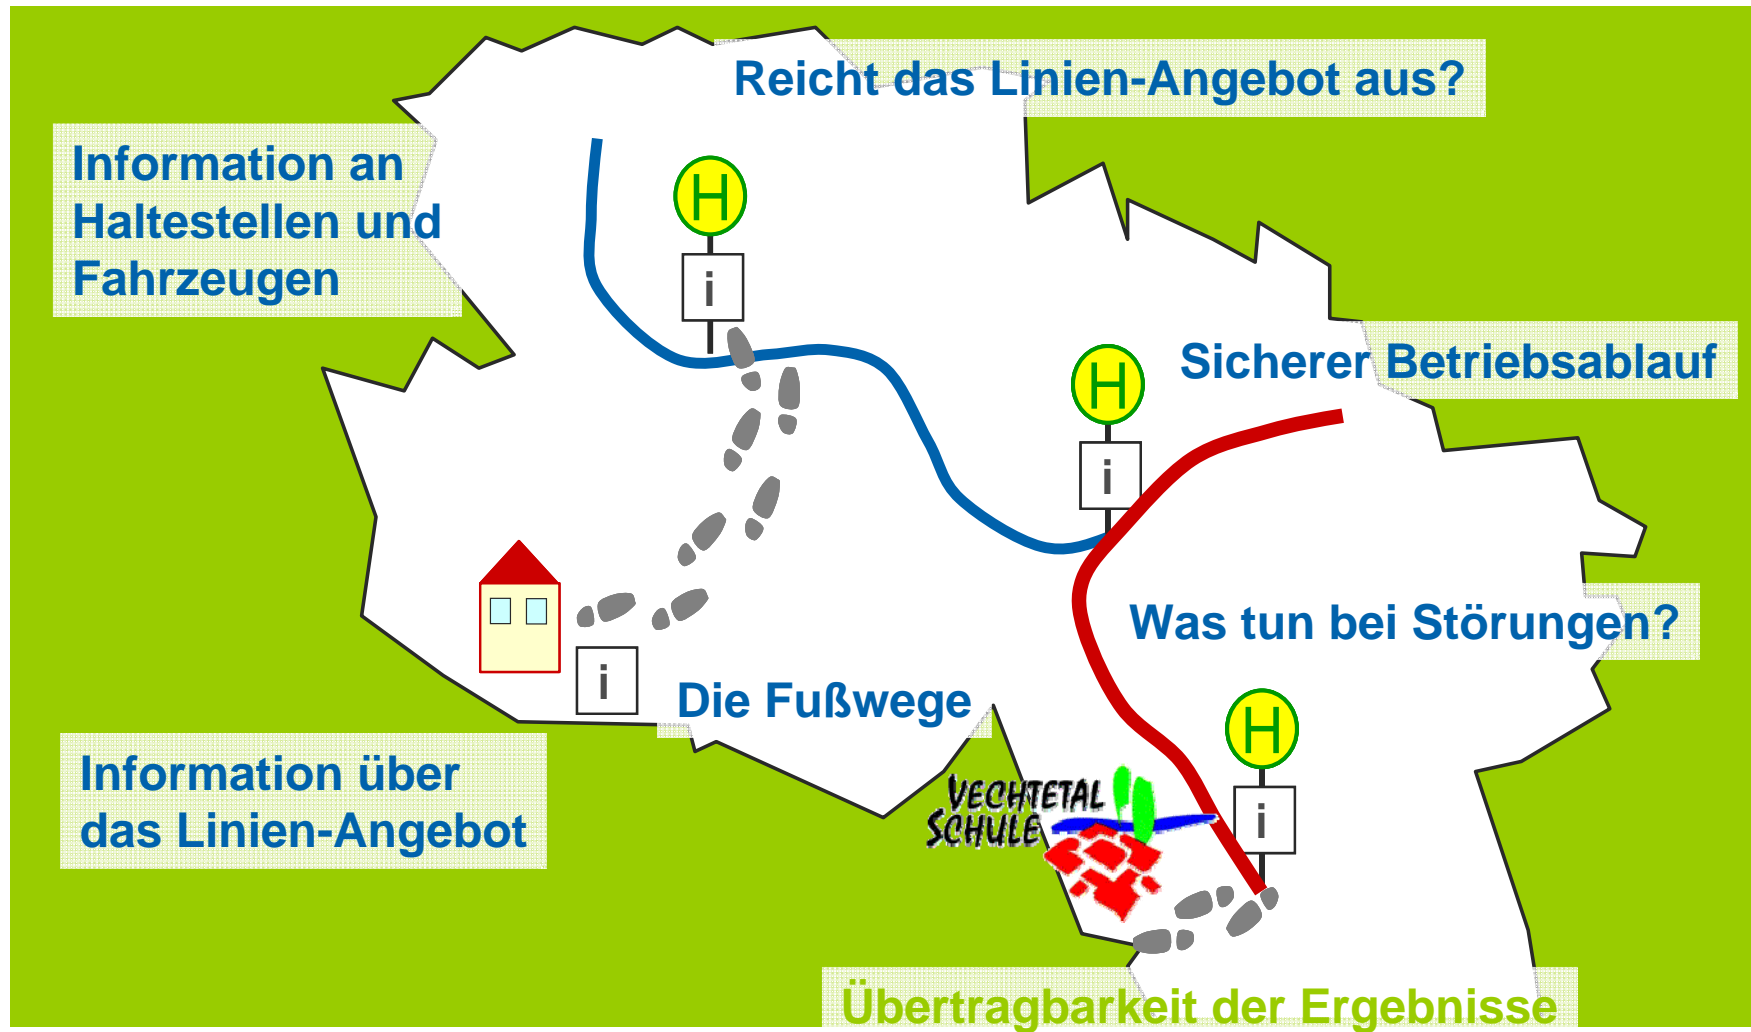 Reicht das Linien-Angebot aus?
Information an
Haltestellen und
Fahrzeugen
H
i
Sicherer Betriebsablauf
H
i
Was tun bei Störungen?
i
Die Fußwege
H
i
Information über
das Linien-Angebot
VECHTETAL
SCHULE
Übertragbarkeit der Ergebnisse